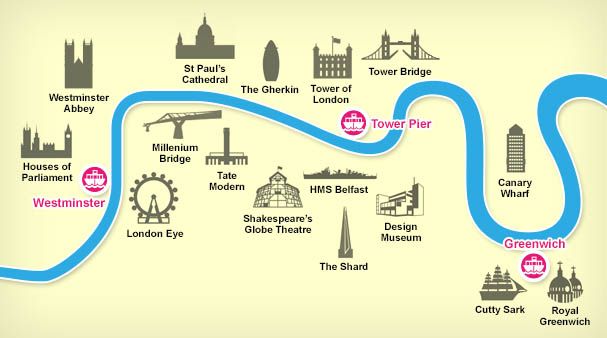 Westminster
Abbey
St Paul's
Cathedral
The Gherkin
Tower of
London
Tower Bridge
Houses of
Parliament
Westminster
Millenium
Bridge
Tate
Modern
London Eye
Tower Pier
HMS Belfast
Shakespeare's
Globe Theatre
The Shard
Design
Museum
Canary
Wharf
Greenwich
Cutty Sark
Royal
Greenwich